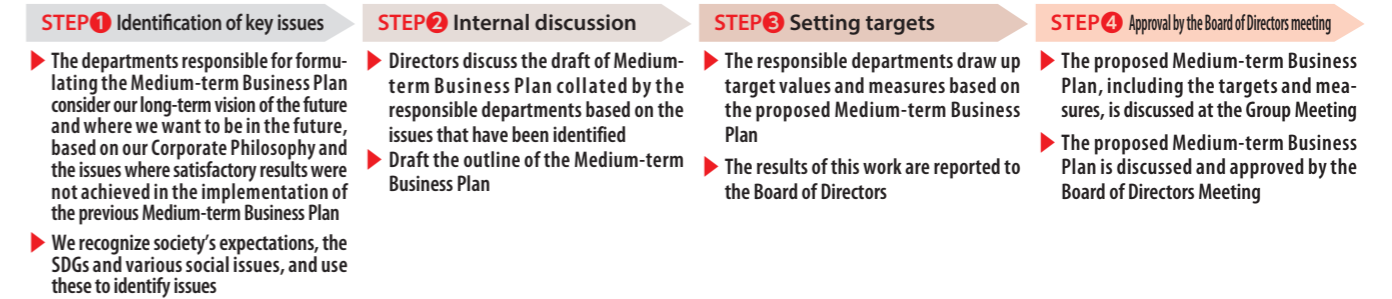 STEP❶ Identification of key issues
▶ The departments responsible for formu-
lating the Medium-term Business Plan
consider our long-term vision of the future
and where we want to be in the future,
based on our Corporate Philosophy and
the issues where satisfactory results were
not achieved in the implementation of
the previous Medium-term Business Plan
▶ We recognize society's expectations, the
SDGs and various social issues, and use
these to identify issues
STEP❷ Internal discussion
▶ Directors discuss the draft of Medium-
term Business Plan collated by the
responsible departments based on the
issues that have been identified
▶ Draft the outline of the Medium-term
Business Plan
STEP❸ Setting targets
▶ The responsible departments draw up
target values and measures based on
the proposed Medium-term Business
Plan
▶ The results of this work are reported to
the Board of Directors
STEP❹ Approval by the Board of Directors meeting
▶ The proposed Medium-term Business
Plan, including the targets and mea-
sures, is discussed at the Group Meeting
▶ The proposed Medium-term Business
Plan is discussed and approved by the
Board of Directors Meeting